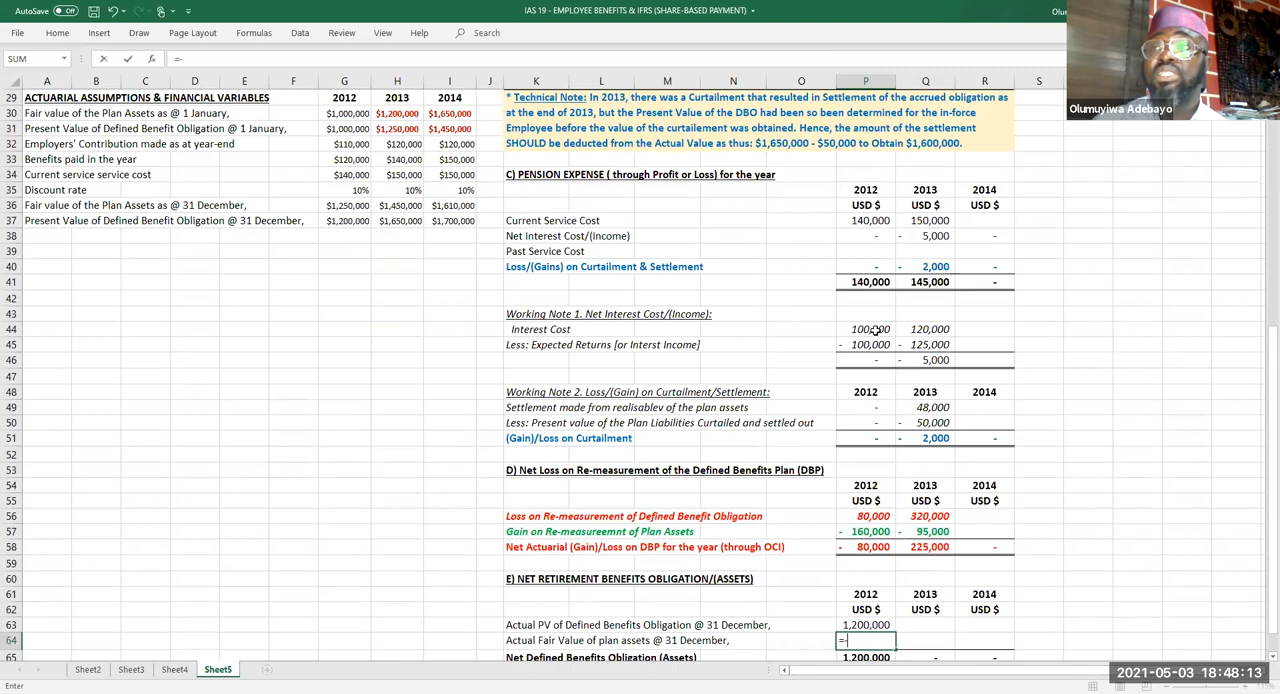 AutoSave Off
IAS 19 - EMPLOYEE BENEFITS & IFRS (SHARE-BASED PAYMENT)
File Home Insert Draw Page Layout Formulas Data Review View Help Search
SUM fx =-
Olumuyiwa Adebayo
A B C D E F G H I J K L M N O P Q R S
29 ACTUARIAL ASSUMPTIONS & FINANCIAL VARIABLES 2012 2013 2014
30 Fair value of the Plan Assets as @ 1 January, $1,000,000 $1,200,000 $1,650,000
31 Present Value of Defined Benefit Obligation @ 1 January, $1,000,000 $1,250,000 $1,450,000
32 Employers' Contribution made as at year-end $110,000 $120,000 $120,000
33 Benefits paid in the year $120,000 $140,000 $150,000
34 Current service service cost $140,000 $150,000 $150,000
35 Discount rate 10% 10% 10%
36 Fair value of the Plan Assets as @ 31 December, $1,250,000 $1,450,000 $1,610,000
37 Present Value of Defined Benefit Obligation @ 31 December, $1,200,000 $1,650,000 $1,700,000
* Technical Note: In 2013, there was a Curtailment that resulted in Settlement of the accrued obligation as
at the end of 2013, but the Present Value of the DBO had been so been determined for the in-force
Employee before the value of the curtailement was obtained. Hence, the amount of the settlement
SHOULD be deducted from the Actual Value as thus: $1,650,000 - $50,000 to Obtain $1,600,000.
C) PENSION EXPENSE ( through Profit or Loss) for the year
2012 2013 2014
USD $ USD $ USD $
Current Service Cost 140,000 150,000
38 Net Interest Cost/(Income) - - 5,000 -
39 Past Service Cost
40 Loss/(Gains) on Curtailment & Settlement - - 2,000 -
41 140,000 145,000 -
42
43 Working Note 1. Net Interest Cost/(Income):
44 Interest Cost 100,000 120,000
45 Less: Expected Returns [or Interst Income] - 100,000 - 125,000
46 - - 5,000
47
48 Working Note 2. Loss/(Gain) on Curtailment/Settlement: 2012 2013 2014
49 Settlement made from realisablev of the plan assets - 48,000
50 Less: Present value of the Plan Liabilities Curtailed and settled out - - 50,000
51 (Gain)/Loss on Curtailment - - 2,000 -
52
53 D) Net Loss on Re-measurement of the Defined Benefits Plan (DBP)
54 2012 2013 2014
55 USD $ USD $ USD $
56 Loss on Re-measurement of Defined Benefit Obligation 80,000 320,000
57 Gain on Re-measureemnt of Plan Assets - 160,000 - 95,000
58 Net Actuarial (Gain)/Loss on DBP for the year (through OCI) - 80,000 225,000 -
59
60 E) NET RETIREMENT BENEFITS OBLIGATION/(ASSETS)
61 2012 2013 2014
62 USD $ USD $ USD $
63 Actual PV of Defined Benefits Obligation @ 31 December, 1,200,000
64 Actual Fair Value of plan assets @ 31 December, =-
65 Net Defined Benefits Obligation (Assets) 1,200,000 - -
Sheet2 Sheet3 Sheet4 Sheet5
2021-05-03 18:48:13
Enter